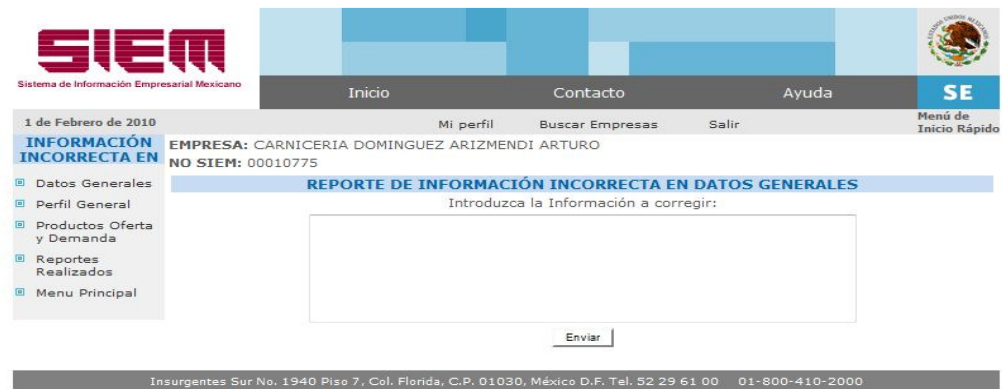 SIEM
Sistema de Información Empresarial Mexicano
Inicio Contacto Ayuda SE
1 de Febrero de 2010 Mi perfil Buscar Empresas Salir Menú de
Inicio Rápido
INFORMACIÓN
INCORRECTA EN
EMPRESA: CARNICERIA DOMINGUEZ ARIZMENDI ARTURO
NO SIEM: 00010775
Datos Generales
Perfil General
Productos Oferta
y Demanda
Reportes
Realizados
Menu Principal
REPORTE DE INFORMACIÓN INCORRECTA EN DATOS GENERALES
Introduzca la Información a corregir:
Enviar
Insurgentes Sur No. 1940 Piso 7, Col. Florida, C.P. 01030, México D.F. Tel. 52 29 61 00 01-800-410-2000